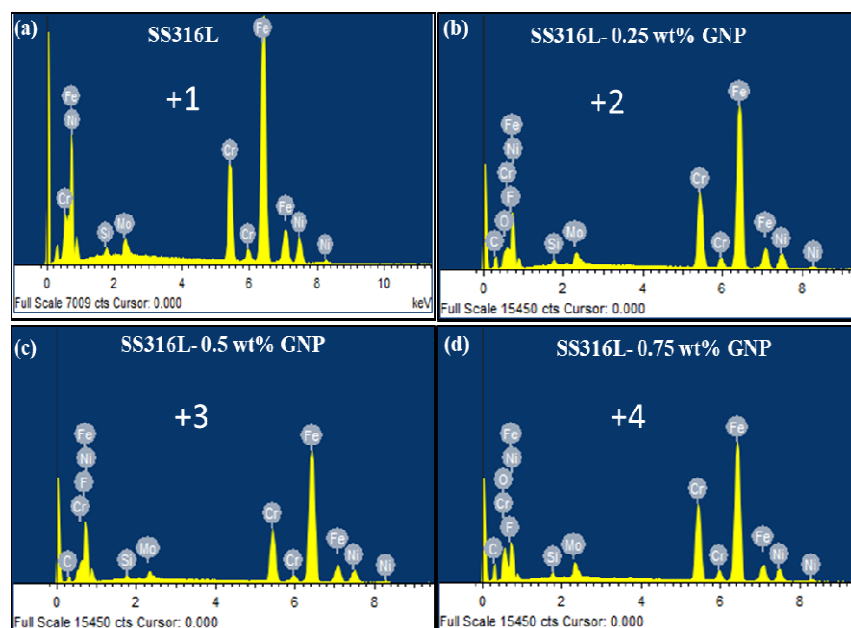 (a)
SS316L
+1
Fe
Fe
Ni
Cr
Cr
Si
Mo
Cr
Fe
Ni
Ni
0 2 4 6 8 10
Full Scale 7009 cts Cursor: 0.000 keV
(b)
SS316L- 0.25 wt% GNP
+2
Fe
Fe
Ni
Cr
F
O
C
Si
Mo
Cr
Cr
Fe
Ni
Ni
0 2 4 6 8
Full Scale 15450 cts Cursor: 0.000
(c)
SS316L- 0.5 wt% GNP
+3
Fe
Fe
Ni
F
Cr
C
Si
Mo
Cr
Cr
Fe
Ni
Ni
0 2 4 6 8
Full Scale 15450 cts Cursor: 0.000
(d)
SS316L- 0.75 wt% GNP
+4
Fe
Fe
Ni
O
Cr
F
C
Si
Mo
Cr
Cr
Fe
Ni
Ni
0 2 4 6 8
Full Scale 15450 cts Cursor: 0.000